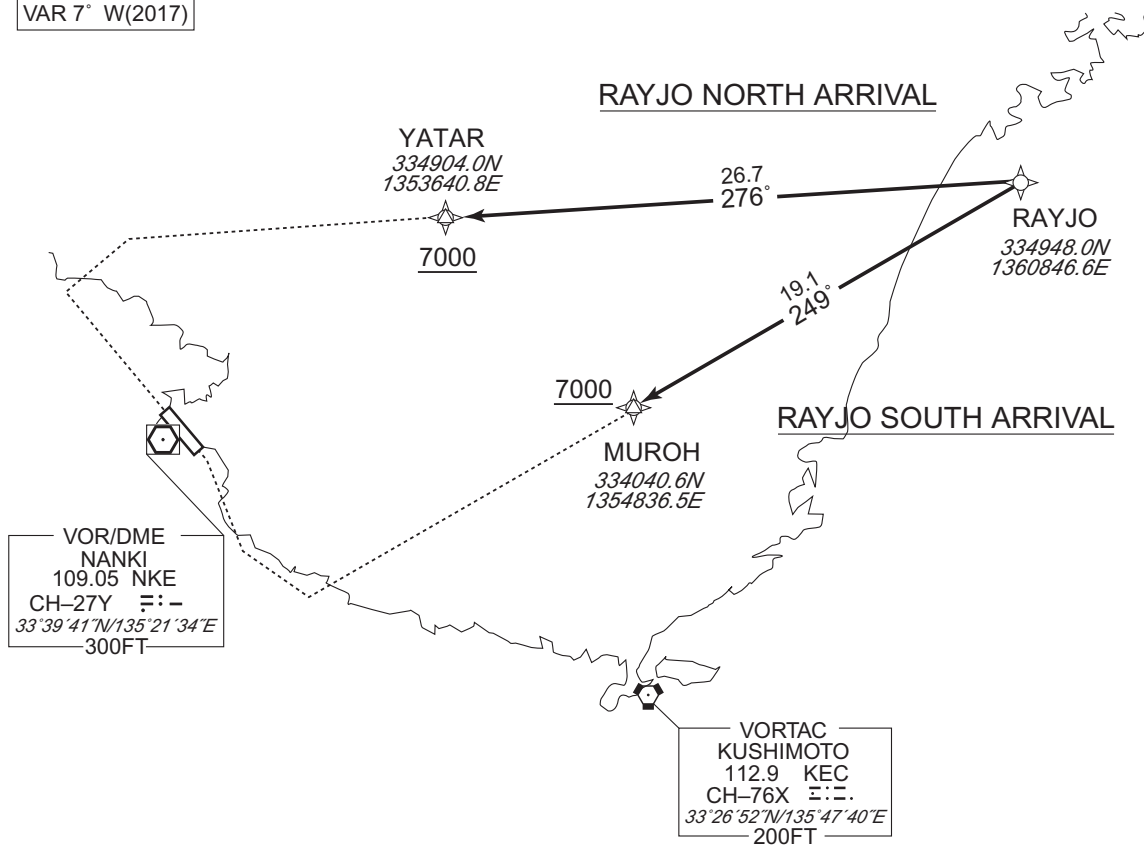 VAR 7° W(2017)
RAYJO NORTH ARRIVAL
YATAR
334904.0N
1353640.8E
7000
26.7
276°
RAYJO
334948.0N
1360846.6E
19.1
249°
7000
MUROH
334040.6N
1354836.5E
RAYJO SOUTH ARRIVAL
VOR/DME
NANKI
109.05 NKE
CH–27Y
33°39´41˝N/135°21´34˝E
300FT
VORTAC
KUSHIMOTO
112.9 KEC
CH–76X
33°26´52˝N/135°47´40˝E
200FT